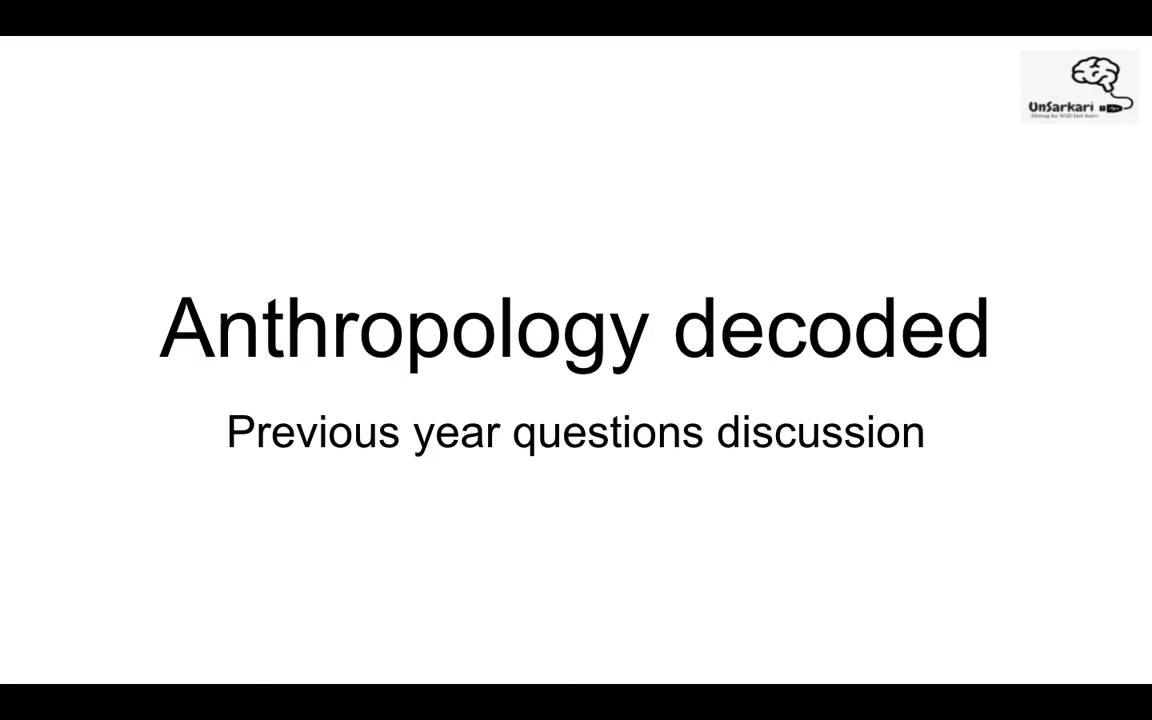 UnSarkari
Anthropology decoded
Previous year questions discussion